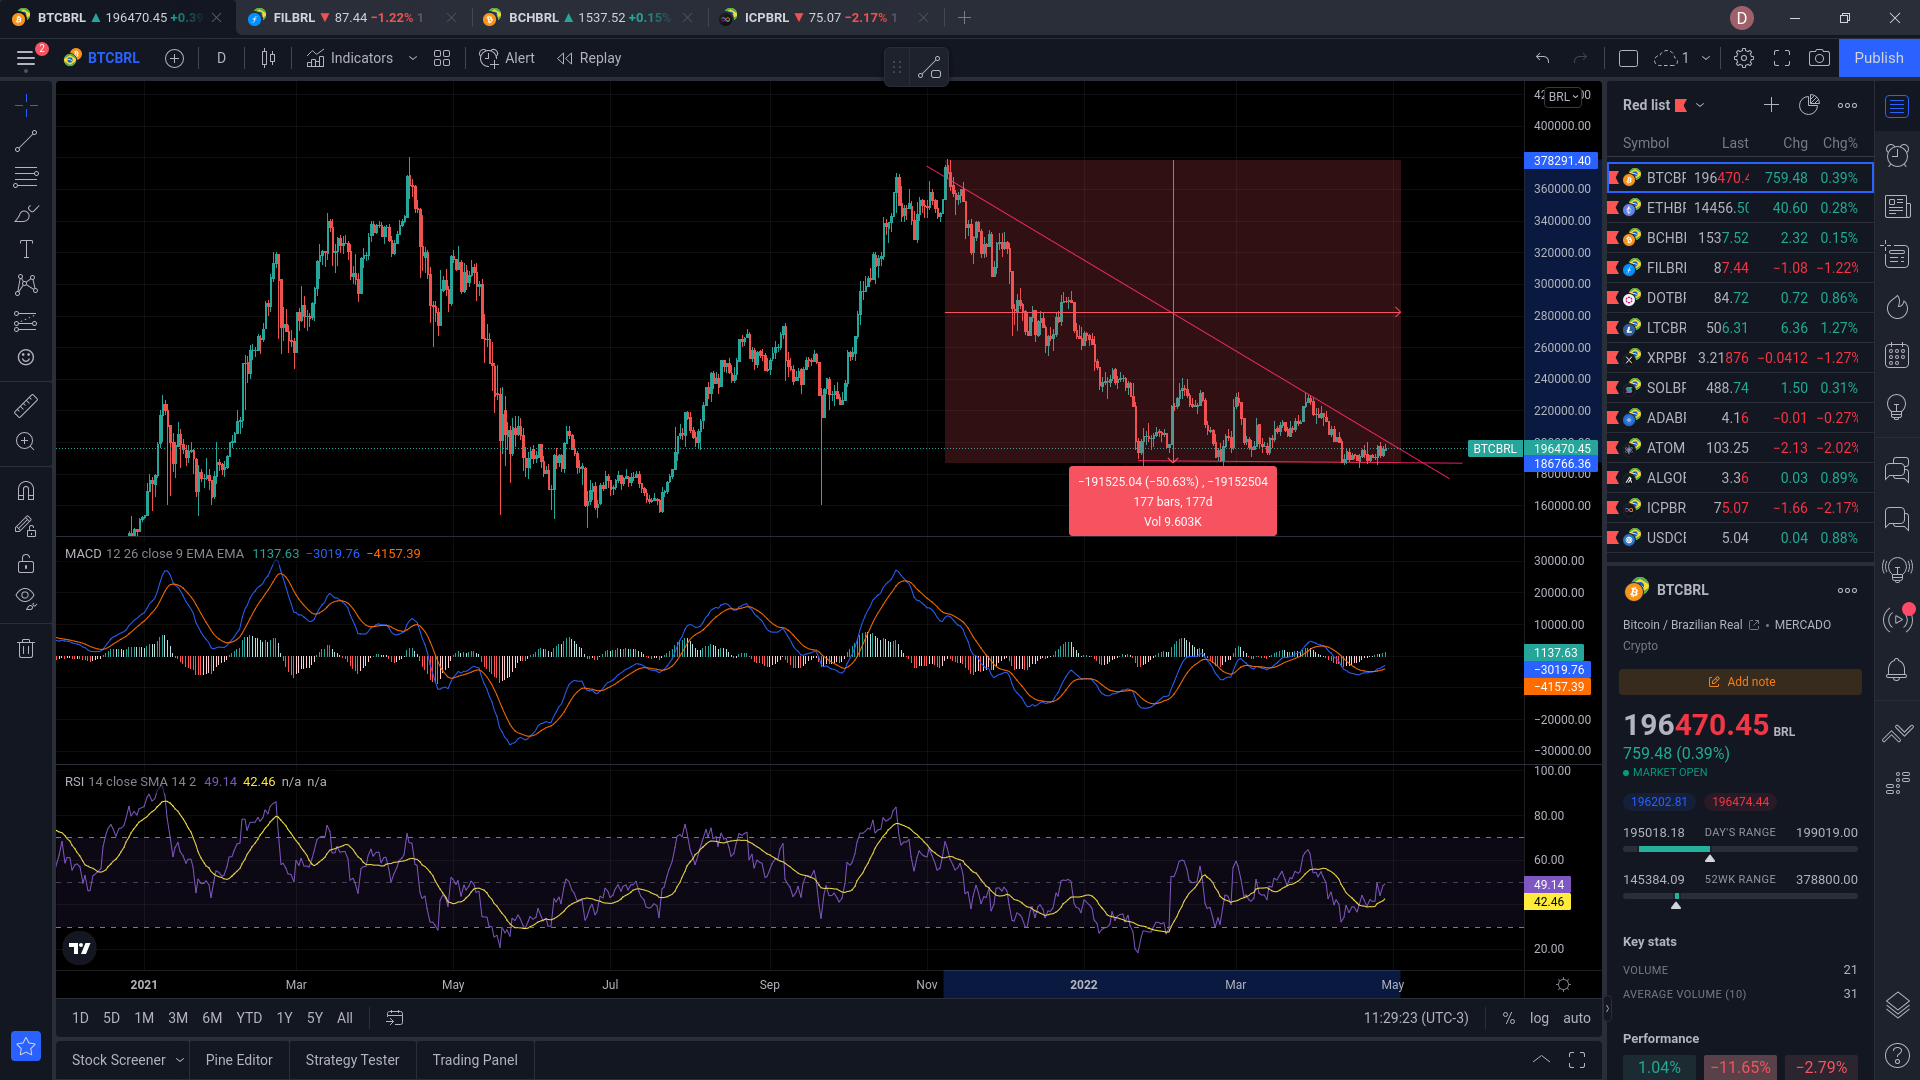 BTCBRL ▲ 196470.45 +0.39
FILBRL ▼ 87.44 −1.22% 1
BCHBRL ▲ 1537.52 +0.15%
ICPBRL ▼ 75.07 −2.17% 1
D
2
BTCBRL
D
Indicators
Alert
Replay
1
Publish
BRL
400000.00
378291.40
360000.00
340000.00
320000.00
300000.00
280000.00
260000.00
240000.00
220000.00
BTCBRL 196470.45
186766.36
180000.00
160000.00
−191525.04 (−50.63%) , −19152504
177 bars, 177d
Vol 9.603K
MACD 12 26 close 9 EMA EMA 1137.63 −3019.76 −4157.39
30000.00
20000.00
10000.00
1137.63
−3019.76
−4157.39
−20000.00
−30000.00
RSI 14 close SMA 14 2 49.14 42.46 n/a n/a
100.00
80.00
60.00
49.14
42.46
20.00
2021 Mar May Jul Sep Nov 2022 Mar May
1D 5D 1M 3M 6M YTD 1Y 5Y All
11:29:23 (UTC-3) % log auto
Stock Screener Pine Editor Strategy Tester Trading Panel
Red list
Symbol Last Chg Chg%
BTCBF 196470.4 759.48 0.39%
ETHBF 14456.50 40.60 0.28%
BCHBI 1537.52 2.32 0.15%
FILBRI 87.44 −1.08 −1.22%
DOTBF 84.72 0.72 0.86%
LTCBR 506.31 6.36 1.27%
XRPBF 3.21876 −0.0412 −1.27%
SOLBF 488.74 1.50 0.31%
ADABI 4.16 −0.01 −0.27%
ATOM 103.25 −2.13 −2.02%
ALGOE 3.36 0.03 0.89%
ICPBR 75.07 −1.66 −2.17%
USDCE 5.04 0.04 0.88%
BTCBRL
Bitcoin / Brazilian Real • MERCADO
Crypto
Add note
196470.45 BRL
759.48 (0.39%)
MARKET OPEN
196202.81 196474.44
195018.18 DAY'S RANGE 199019.00
145384.09 52WK RANGE 378800.00
Key stats
VOLUME 21
AVERAGE VOLUME (10) 31
Performance
1.04% −11.65% −2.79%